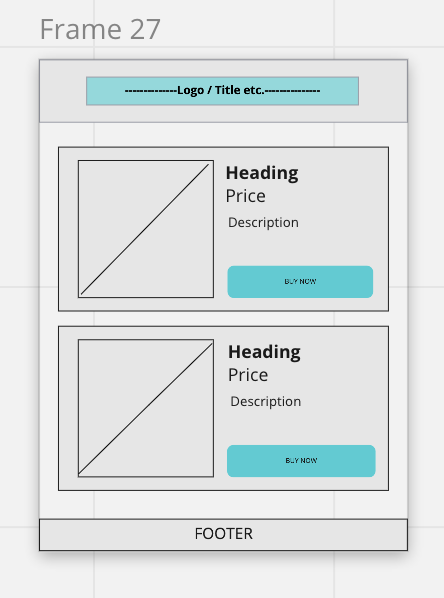 Frame 27
--------------Logo / Title etc.---------------
Heading
Price
Description
BUY NOW
Heading
Price
Description
BUY NOW
FOOTER